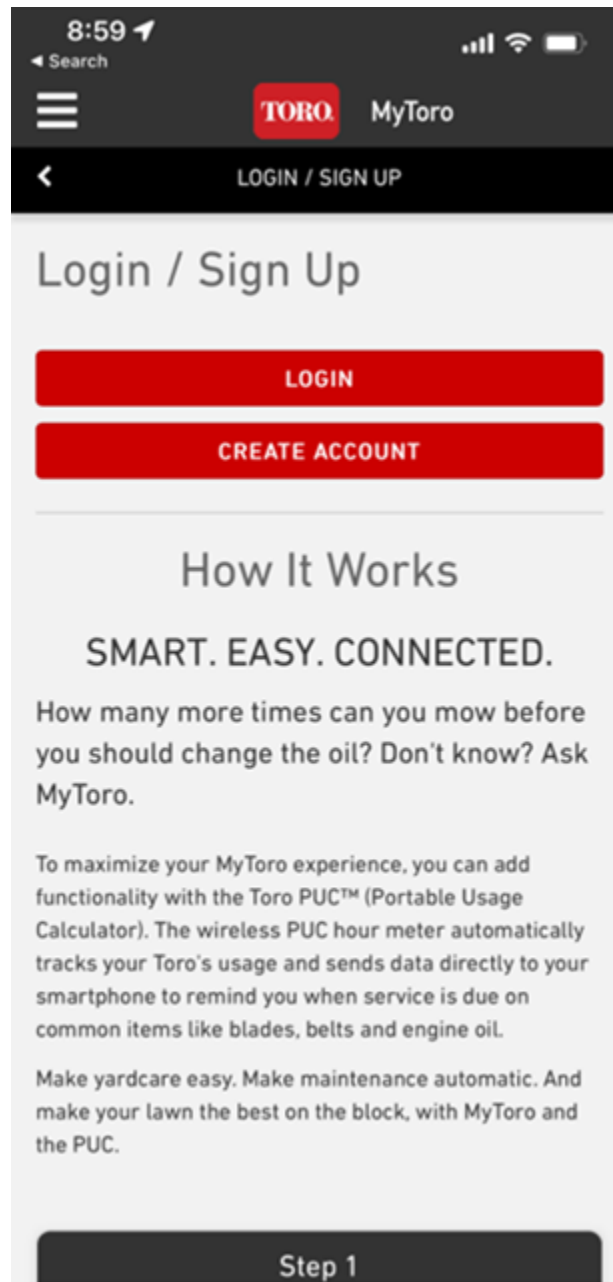 8:59
◄ Search
TORO. MyToro
LOGIN / SIGN UP
Login / Sign Up
LOGIN
CREATE ACCOUNT
How It Works
SMART. EASY. CONNECTED.
How many more times can you mow before
you should change the oil? Don't know? Ask
MyToro.
To maximize your MyToro experience, you can add
functionality with the Toro PUC™ (Portable Usage
Calculator). The wireless PUC hour meter automatically
tracks your Toro's usage and sends data directly to your
smartphone to remind you when service is due on
common items like blades, belts and engine oil.
Make yardcare easy. Make maintenance automatic. And
make your lawn the best on the block, with MyToro and
the PUC.
Step 1